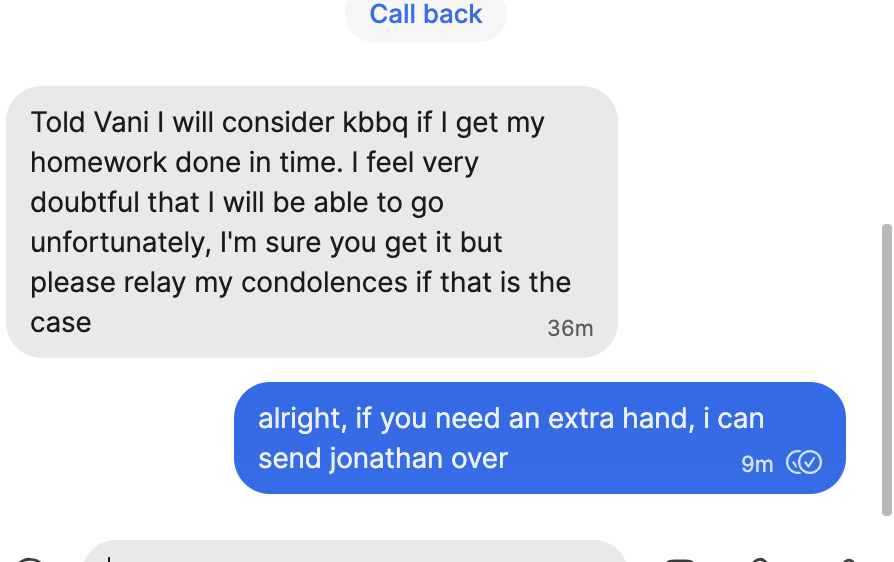 Call back
Told Vani I will consider kbbq if I get my
homework done in time. I feel very
doubtful that I will be able to go
unfortunately, I'm sure you get it but
please relay my condolences if that is the
case
36m
alright, if you need an extra hand, i can
send jonathan over
9m